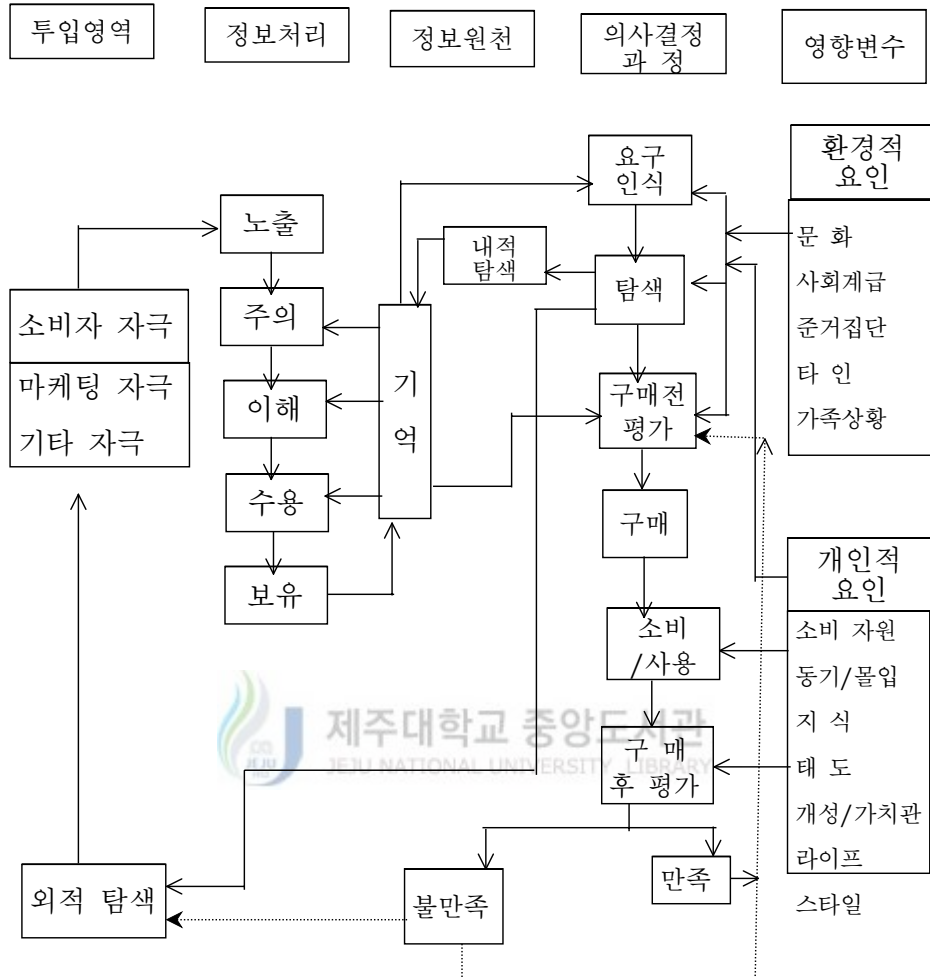 투입영역
정보처리
정보원천
의사결정
과 정
영향변수
소비자 자극
마케팅 자극
기타 자극
외적 탐색
노출
주의
이해
수용
보유
내적
탐색
기
억
요구
인식
탐색
구매전
평가
구매
소비
/사용
구 매
후 평가
불만족
만족
환경적
요인
문 화
사회계급
준거집단
타 인
가족상황
개인적
요인
소비 자원
동기/몰입
지 식
태 도
개성/가치관
라이프
스타일
제주대학교 중앙도서관
JEJU NATIONAL UNIVERSITY LIBRARY